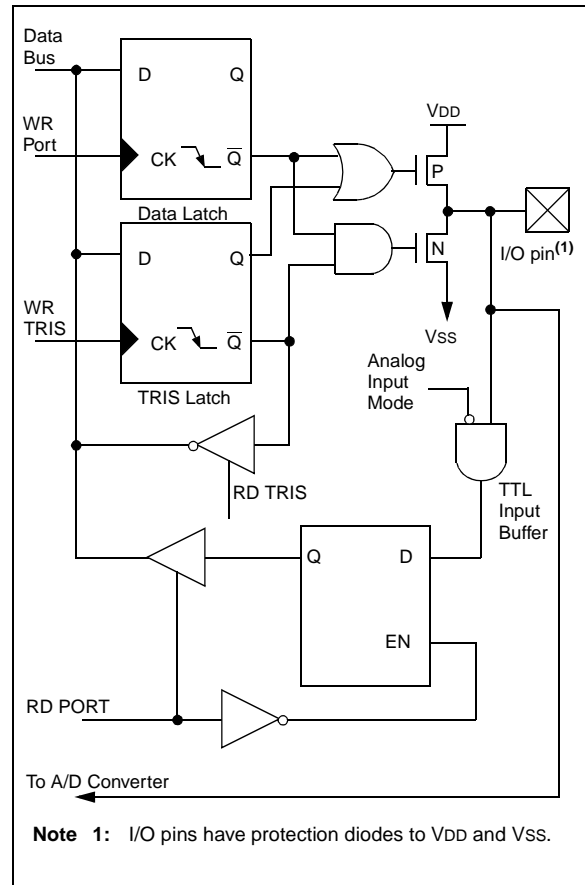 Data
Bus
D
Q
WR
Port
CK
Q
Data Latch
VDD
P
I/O pin(1)
D
Q
N
WR
TRIS
CK
Q
TRIS Latch
VSS
Analog
Input
Mode
RD TRIS
TTL
Input
Buffer
Q
D
EN
RD PORT
To A/D Converter
Note 1: I/O pins have protection diodes to VDD and VSS.